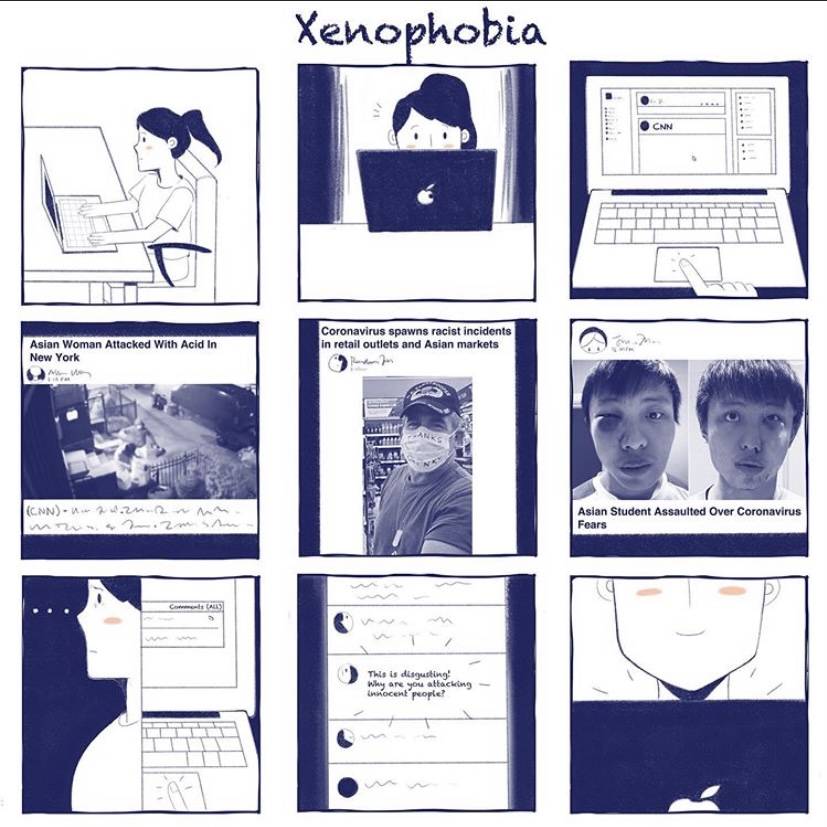 Xenophobia
CNN
Asian Woman Attacked With Acid In
New York
(CNN)-
Coronavirus spawns racist incidents
in retail outlets and Asian markets
THANKS
Asian Student Assaulted Over Coronavirus
Fears
Comments (ALL)
This is disgusting!
Why are you attacking
innocent people?